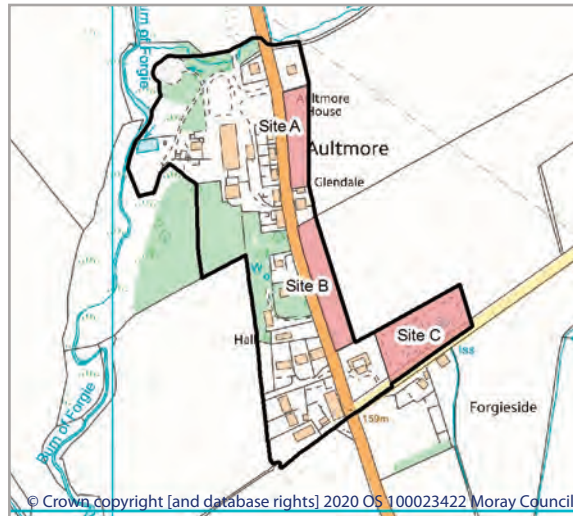 Burn of Forgie
Site A
Aultmore
House
Aultmore
Glendale
Site B
W
Hall
Site C
Iss
Burn of Forgie
Forgieside
159m
© Crown copyright [and database rights] 2020 OS 100023422 Moray Council